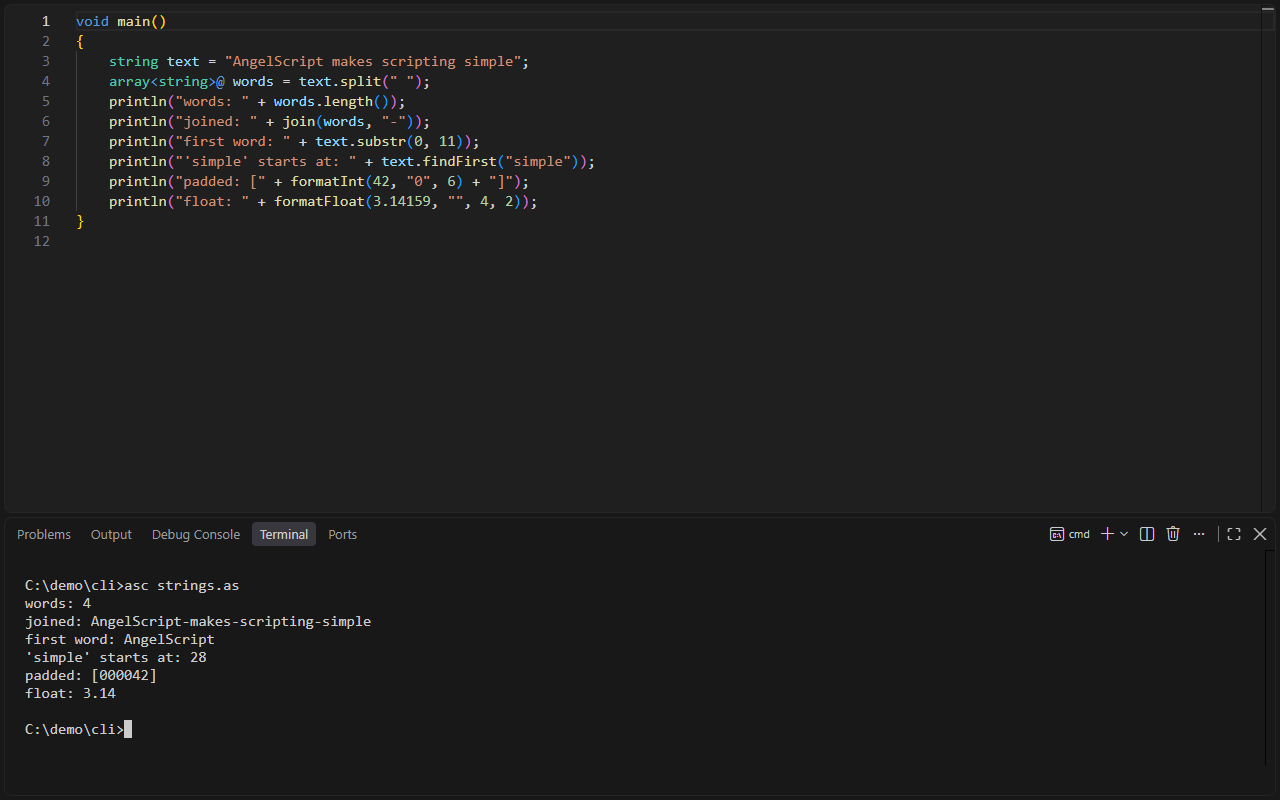 1 void main()
2 {
3     string text = "AngelScript makes scripting simple";
4     array<string>@ words = text.split(" ");
5     println("words: " + words.length());
6     println("joined: " + join(words, "-"));
7     println("first word: " + text.substr(0, 11));
8     println("'simple' starts at: " + text.findFirst("simple"));
9     println("padded: [" + formatInt(42, "0", 6) + "]");
10     println("float: " + formatFloat(3.14159, "", 4, 2));
11 }
12
Problems Output Debug Console Terminal Ports cmd
C:\demo\cli>asc strings.as
words: 4
joined: AngelScript-makes-scripting-simple
first word: AngelScript
'simple' starts at: 28
padded: [000042]
float: 3.14
C:\demo\cli>